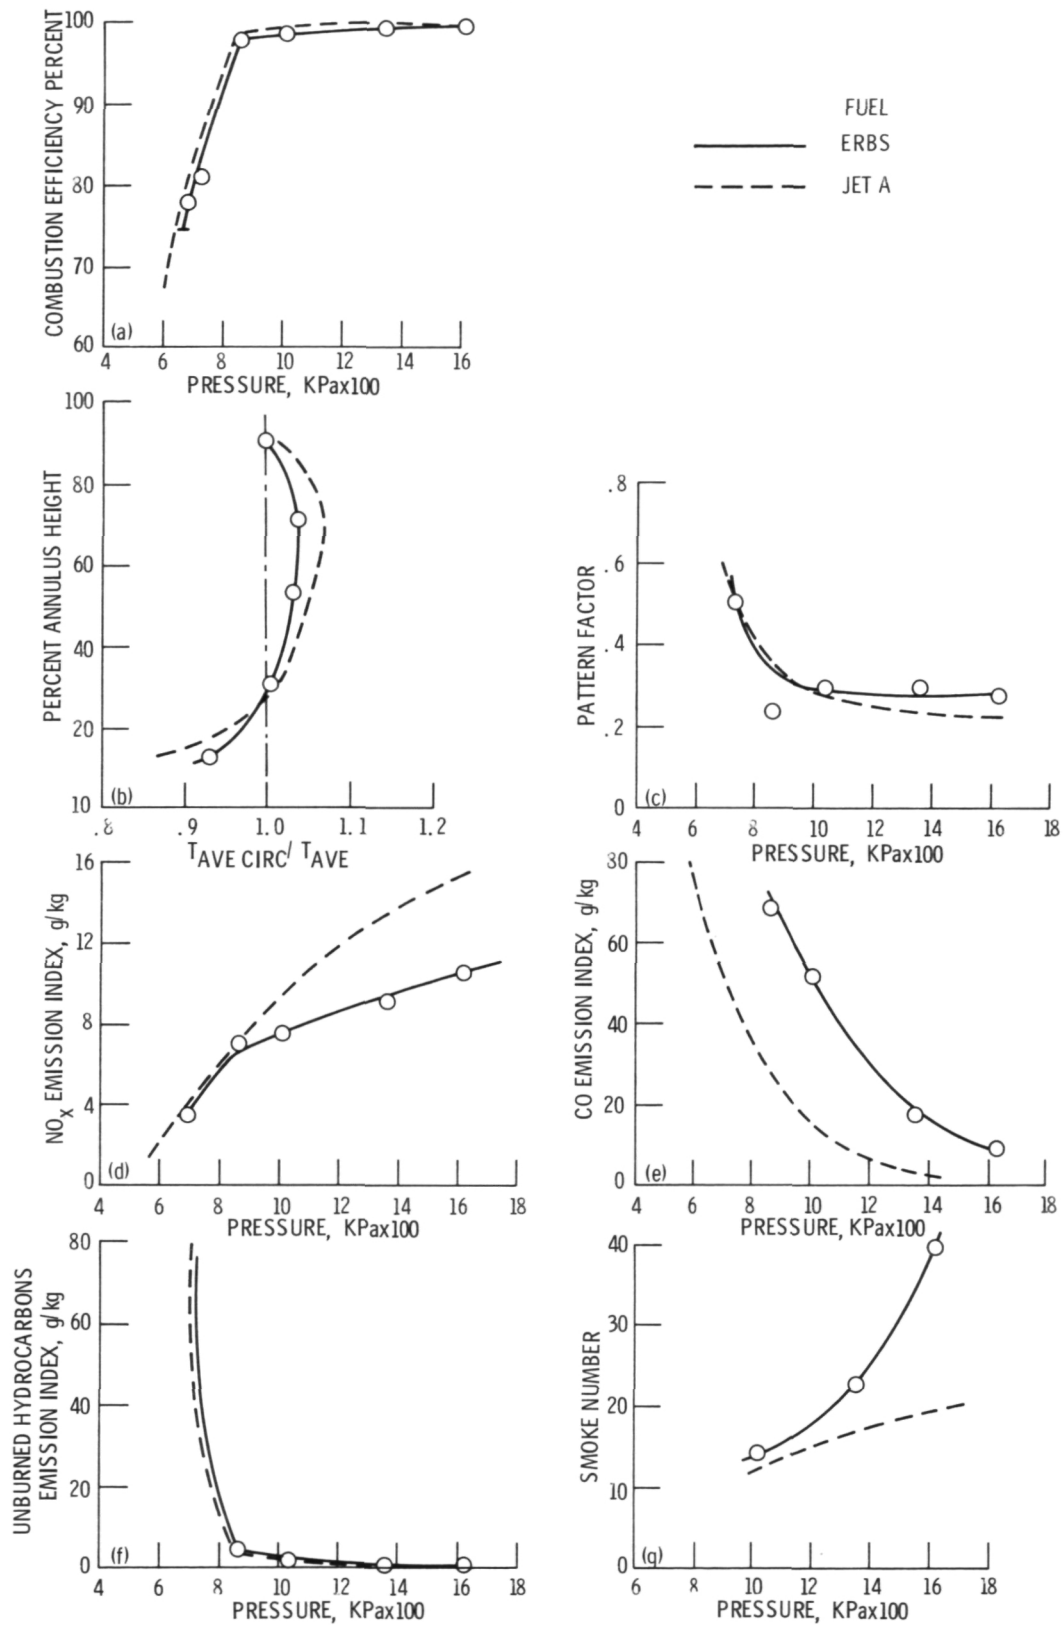 COMBUSTION EFFICIENCY PERCENT
100
90
80
70
60
(a)
4 6 8 10 12 14 16
PRESSURE, KPax100
FUEL
ERBS
JET A
PERCENT ANNULUS HEIGHT
100
80
60
40
20
10
(b)
.8 .9 1.0 1.1 1.2
TAVE CIRC/ TAVE
PATTERN FACTOR
.8
.6
.4
.2
0
(c)
4 6 8 10 12 14 16 18
PRESSURE, KPax100
NOX EMISSION INDEX, g/kg
16
12
8
4
0
(d)
4 6 8 10 12 14 16 18
PRESSURE, KPax100
CO EMISSION INDEX, g/kg
80
60
40
20
0
(e)
4 6 8 10 12 14 16 18
PRESSURE, KPax100
UNBURNED HYDROCARBONS
EMISSION INDEX, g/kg
80
60
40
20
0
(f)
4 6 8 10 12 14 16 18
PRESSURE, KPax100
SMOKE NUMBER
40
30
20
10
0
(g)
6 8 10 12 14 16 18
PRESSURE, KPax100